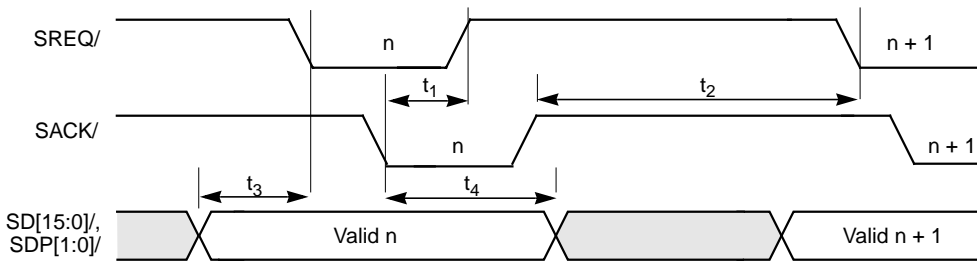 SREQ/
n
n + 1
t1
t2
SACK/
n
n + 1
t3
t4
SD[15:0]/,
SDP[1:0]/
Valid n
Valid n + 1